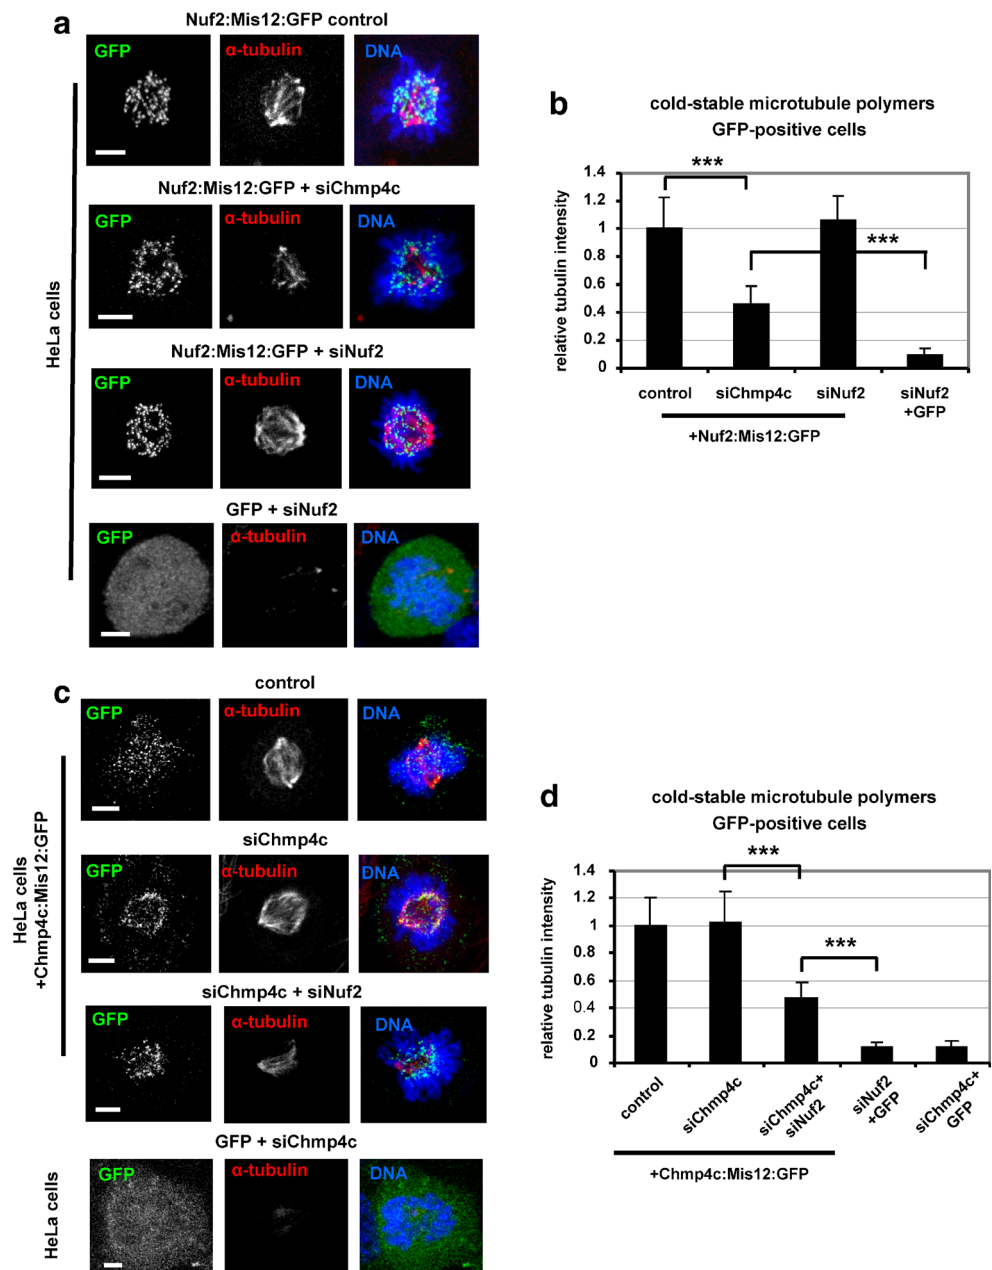 a
Nuf2:Mis12:GFP control
GFP α-tubulin DNA
Nuf2:Mis12:GFP + siChmp4c
GFP α-tubulin DNA
Nuf2:Mis12:GFP + siNuf2
GFP α-tubulin DNA
GFP + siNuf2
GFP α-tubulin DNA
HeLa cells
b
cold-stable microtubule polymers
GFP-positive cells
relative tubulin intensity
1.4
1.2
1
0.8
0.6
0.4
0.2
0
***
***
control siChmp4c siNuf2 siNuf2
+GFP
+Nuf2:Mis12:GFP
c
control
GFP α-tubulin DNA
siChmp4c
GFP α-tubulin DNA
siChmp4c + siNuf2
GFP α-tubulin DNA
HeLa cells
+Chmp4c:Mis12:GFP
GFP + siChmp4c
GFP α-tubulin DNA
HeLa cells
d
cold-stable microtubule polymers
GFP-positive cells
relative tubulin intensity
1.4
1.2
1
0.8
0.6
0.4
0.2
0
***
***
control
siChmp4c
siChmp4c+
siNuf2
siNuf2
+GFP
siChmp4c+
GFP
+Chmp4c:Mis12:GFP